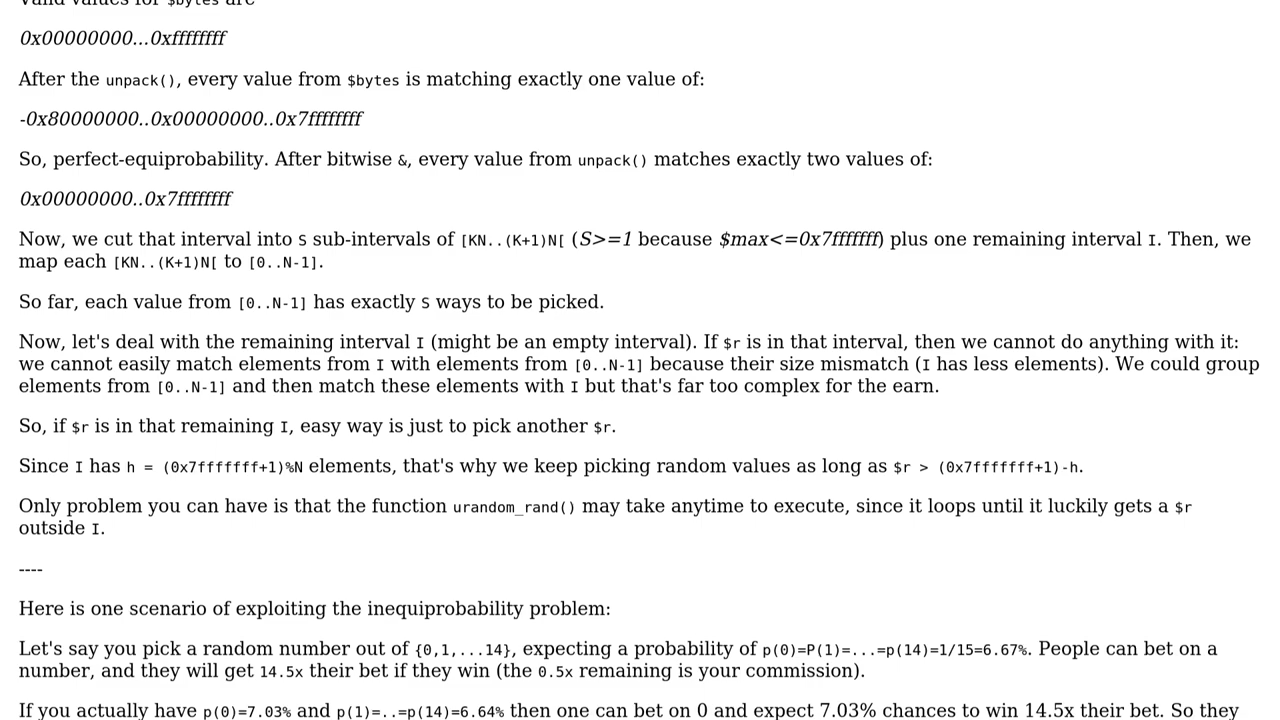 Valid values for $bytes are
0x00000000...0xffffffff
After the unpack(), every value from $bytes is matching exactly one value of:
-0x80000000..0x00000000..0x7fffffff
So, perfect-equiprobability. After bitwise &, every value from unpack() matches exactly two values of:
0x00000000..0x7fffffff
Now, we cut that interval into S sub-intervals of [KN..(K+1)N[ (S>=1 because $max<=0x7fffffff) plus one remaining interval I. Then, we
map each [KN..(K+1)N[ to [0..N-1].
So far, each value from [0..N-1] has exactly S ways to be picked.
Now, let's deal with the remaining interval I (might be an empty interval). If $r is in that interval, then we cannot do anything with it:
we cannot easily match elements from I with elements from [0..N-1] because their size mismatch (I has less elements). We could group
elements from [0..N-1] and then match these elements with I but that's far too complex for the earn.
So, if $r is in that remaining I, easy way is just to pick another $r.
Since I has h = (0x7fffffff+1)%N elements, that's why we keep picking random values as long as $r > (0x7fffffff+1)-h.
Only problem you can have is that the function urandom_rand() may take anytime to execute, since it loops until it luckily gets a $r
outside I.
----
Here is one scenario of exploiting the inequiprobability problem:
Let's say you pick a random number out of {0,1,...14}, expecting a probability of p(0)=P(1)=...=p(14)=1/15=6.67%. People can bet on a
number, and they will get 14.5x their bet if they win (the 0.5x remaining is your commission).
If you actually have p(0)=7.03% and p(1)=..=p(14)=6.64% then one can bet on 0 and expect 7.03% chances to win 14.5x their bet. So they